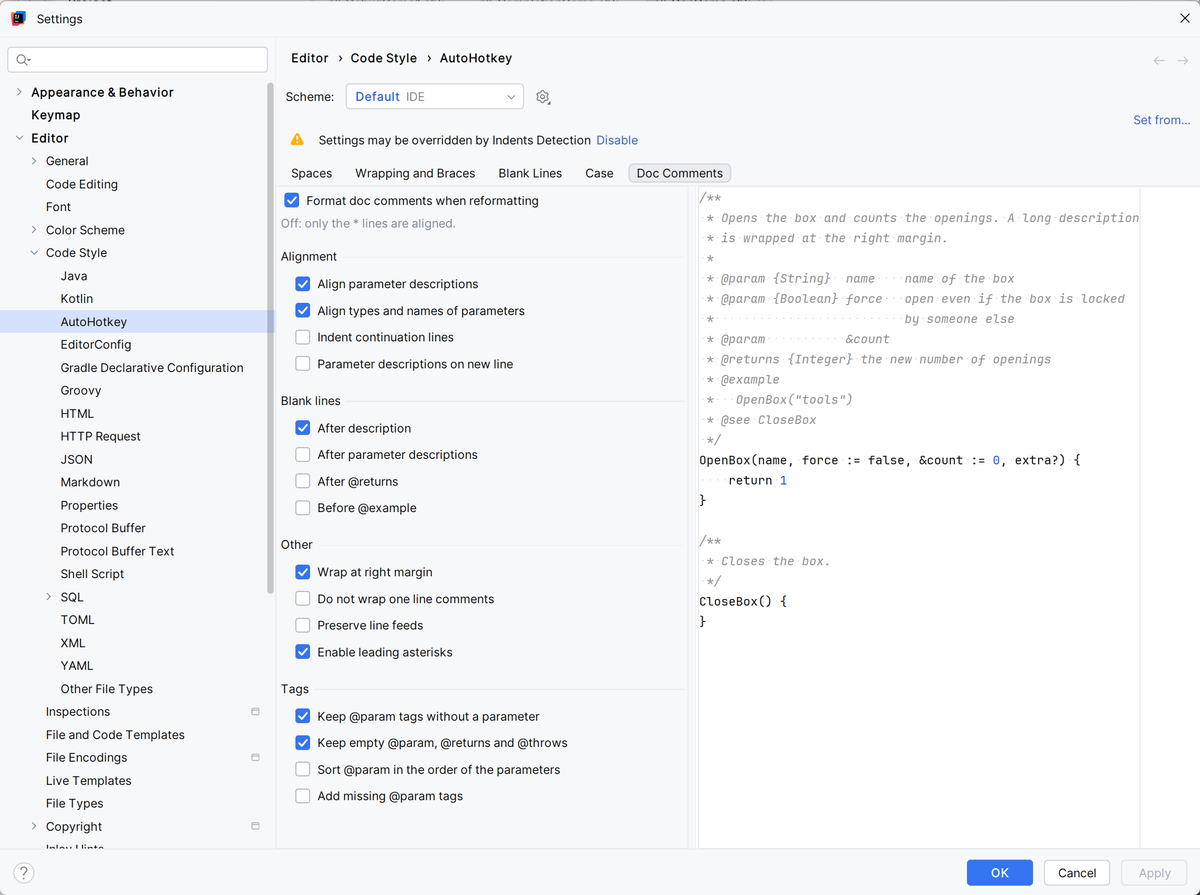 Settings
Editor › Code Style › AutoHotkey
Scheme: Default IDE
Set from...
Settings may be overridden by Indents Detection Disable
Spaces Wrapping and Braces Blank Lines Case Doc Comments
Appearance & Behavior
Keymap
Editor
General
Code Editing
Font
Color Scheme
Code Style
Java
Kotlin
AutoHotkey
EditorConfig
Gradle Declarative Configuration
Groovy
HTML
HTTP Request
JSON
Markdown
Properties
Protocol Buffer
Protocol Buffer Text
Shell Script
SQL
TOML
XML
YAML
Other File Types
Inspections
File and Code Templates
File Encodings
Live Templates
File Types
Copyright
Inlay Hints
Format doc comments when reformatting
Off: only the * lines are aligned.
Alignment
Align parameter descriptions
Align types and names of parameters
Indent continuation lines
Parameter descriptions on new line
Blank lines
After description
After parameter descriptions
After @returns
Before @example
Other
Wrap at right margin
Do not wrap one line comments
Preserve line feeds
Enable leading asterisks
Tags
Keep @param tags without a parameter
Keep empty @param, @returns and @throws
Sort @param in the order of the parameters
Add missing @param tags
/**
 * Opens the box and counts the openings. A long description
 * is wrapped at the right margin.
 *
 * @param {String}  name    name of the box
 * @param {Boolean} force   open even if the box is locked
 *                          by someone else
 * @param           &count
 * @returns {Integer} the new number of openings
 * @example
 *   OpenBox("tools")
 * @see CloseBox
 */
OpenBox(name, force := false, &count := 0, extra?) {
    return 1
}
/**
 * Closes the box.
 */
CloseBox() {
}
?
OK Cancel Apply